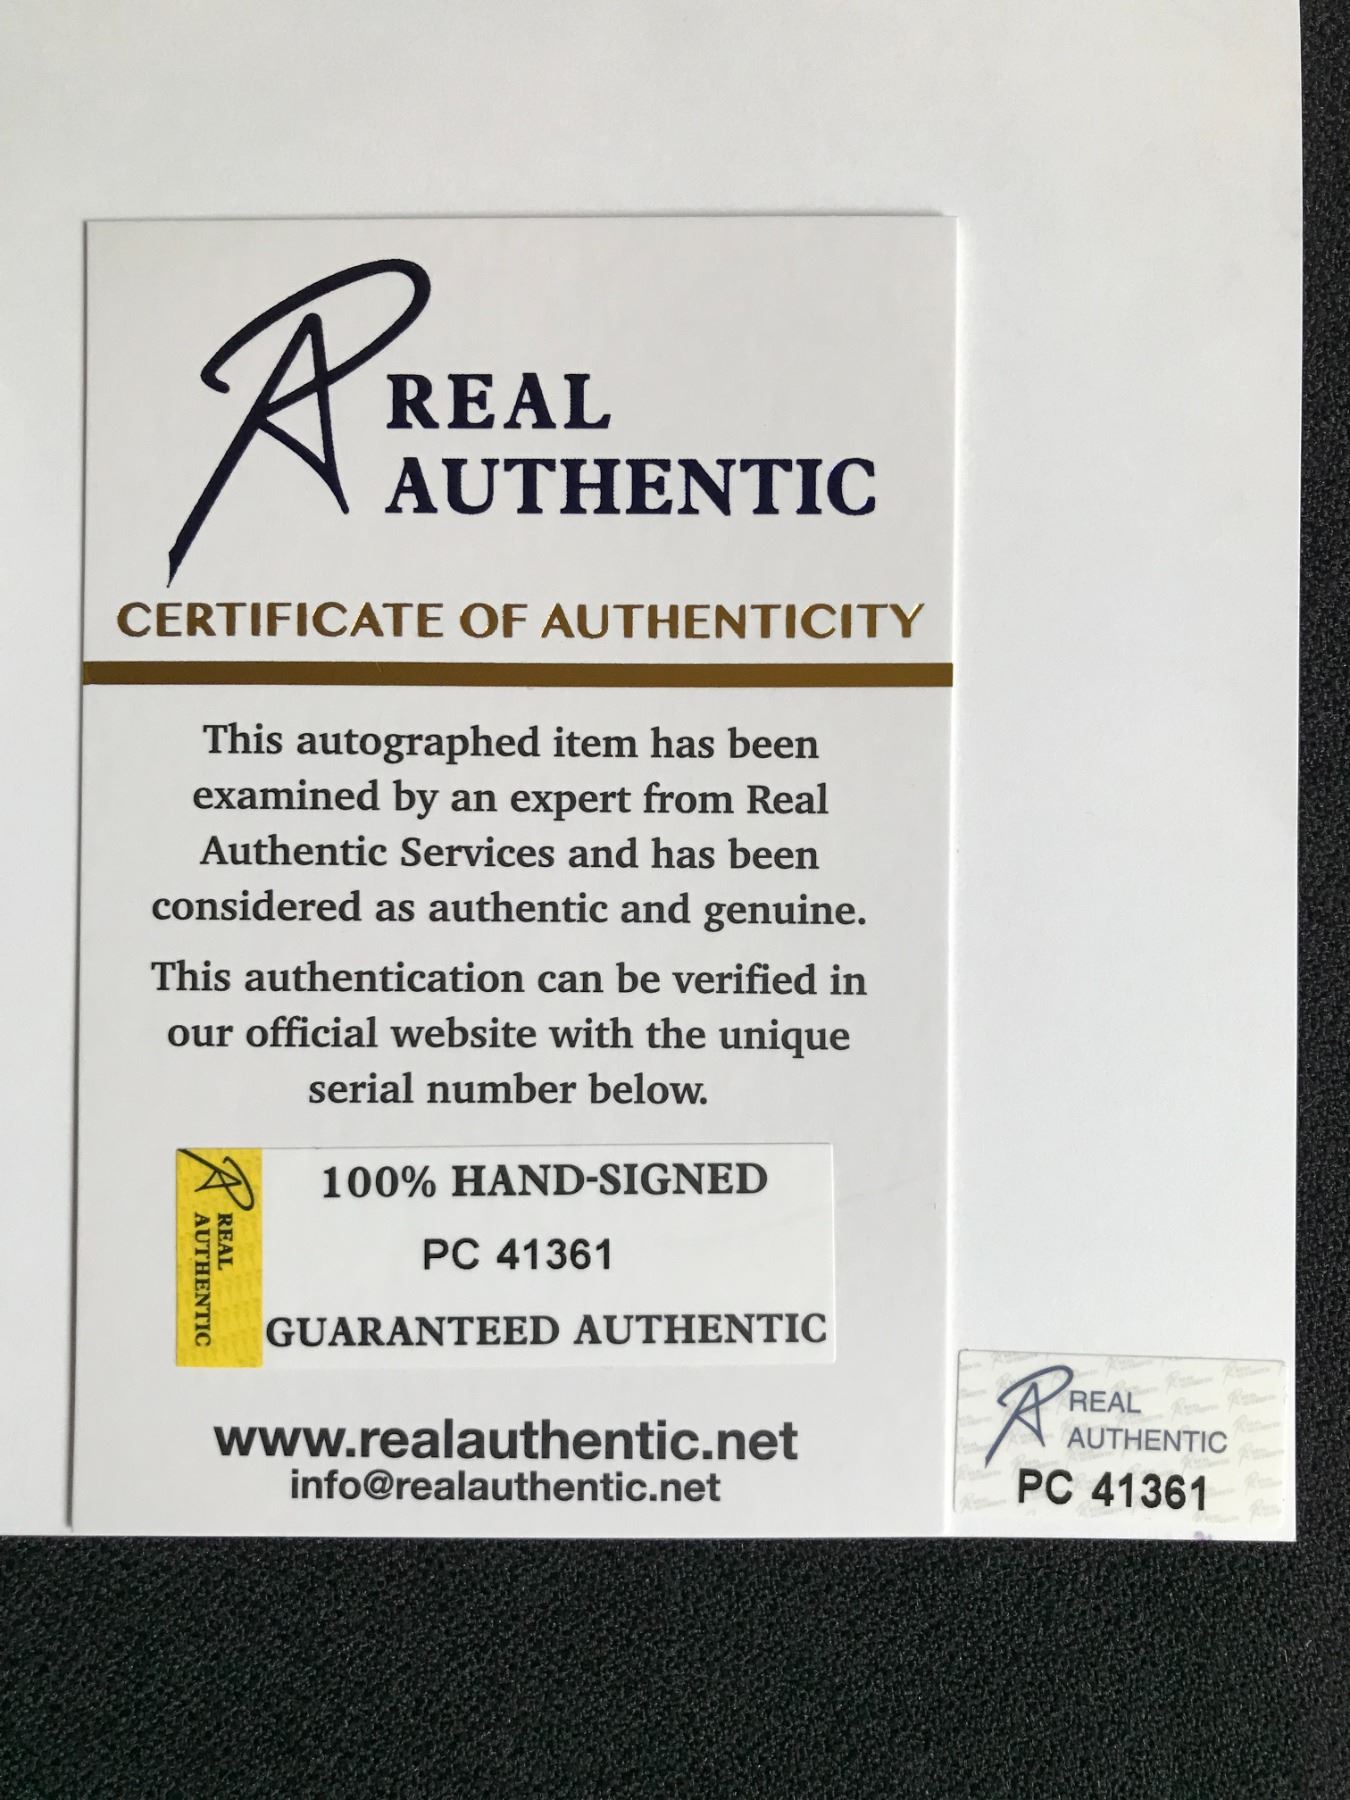 REAL
AUTHENTIC
CERTIFICATE OF AUTHENTICITY
This autographed item has been
examined by an expert from Real
Authentic Services and has been
considered as authentic and genuine.
This authentication can be verified in
our official website with the unique
serial number below.
REAL
AUTHENTIC
100% HAND-SIGNED
PC 41361
GUARANTEED AUTHENTIC
www.realauthentic.net
info@realauthentic.net
REAL
AUTHENTIC
PC 41361